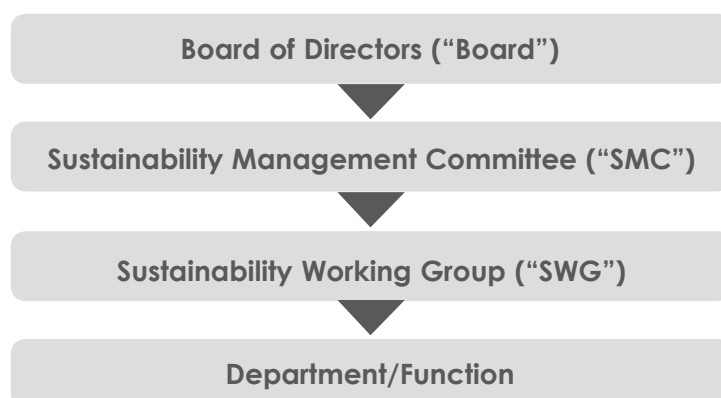 Board of Directors (“Board”)
Sustainability Management Committee (“SMC”)
Sustainability Working Group (“SWG”)
Department/Function